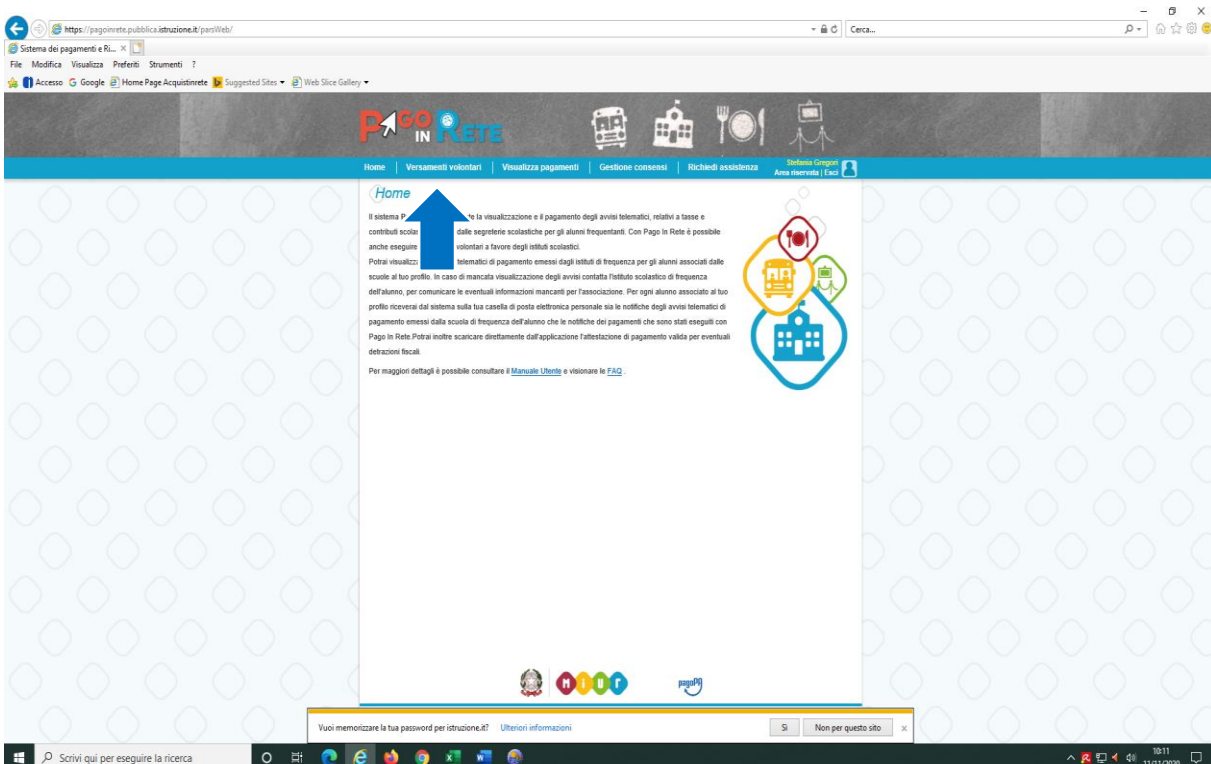 https://pagoinrete.pubblica.istruzione.it/parsWeb/
Cerca...
Sistema dei pagamenti e Ri...
File Modifica Visualizza Preferiti Strumenti ?
Accesso Google Home Page Acquistinrete Suggested Sites Web Slice Gallery
PAGO IN RETE
Home | Versamenti volontari | Visualizza pagamenti | Gestione consensi | Richiedi assistenza
Stefania Gregori
Area riservata | Esci
Home
Il sistema P te la visualizzazione e il pagamento degli avvisi telematici, relativi a tasse e
contributi scolas dalle segreterie scolastiche per gli alunni frequentanti. Con Pago In Rete è possibile
anche eseguire volontari a favore degli istituti scolastici.
Potrai visualizza telematici di pagamento emessi dagli istituti di frequenza per gli alunni associati dalle
scuole al tuo profilo. In caso di mancata visualizzazione degli avvisi contatta l'istituto scolastico di frequenza
dell'alunno, per comunicare le eventuali informazioni mancanti per l'associazione. Per ogni alunno associato al tuo
profilo riceverai dal sistema sulla tua casella di posta elettronica personale sia le notifiche degli avvisi telematici di
pagamento emessi dalla scuola di frequenza dell'alunno che le notifiche dei pagamenti che sono stati eseguiti con
Pago In Rete.Potrai inoltre scaricare direttamente dall'applicazione l'attestazione di pagamento valida per eventuali
detrazioni fiscali.
Per maggiori dettagli è possibile consultare il Manuale Utente e visionare le FAQ .
MIUR
pagoPA
Vuoi memorizzare la tua password per istruzione.it? Ulteriori informazioni
Sì
Non per questo sito
Scrivi qui per eseguire la ricerca
10:11
11/11/2020